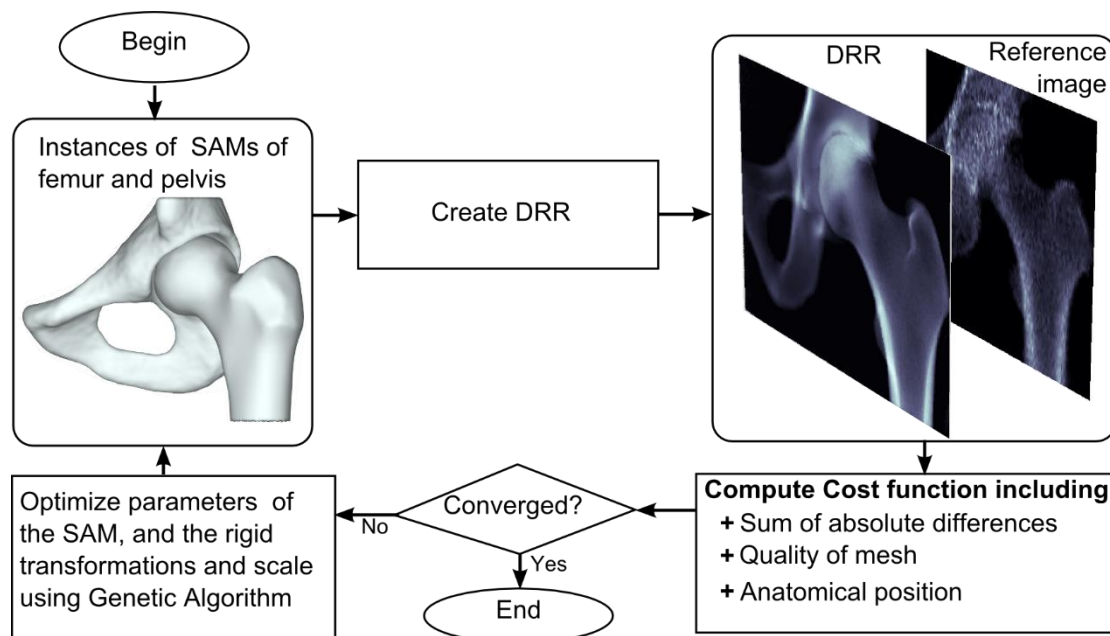 Begin
Instances of SAMs of
femur and pelvis
Create DRR
DRR
Reference
image
Compute Cost function including
+ Sum of absolute differences
+ Quality of mesh
+ Anatomical position
Converged?
No
Yes
End
Optimize parameters of
the SAM, and the rigid
transformations and scale
using Genetic Algorithm